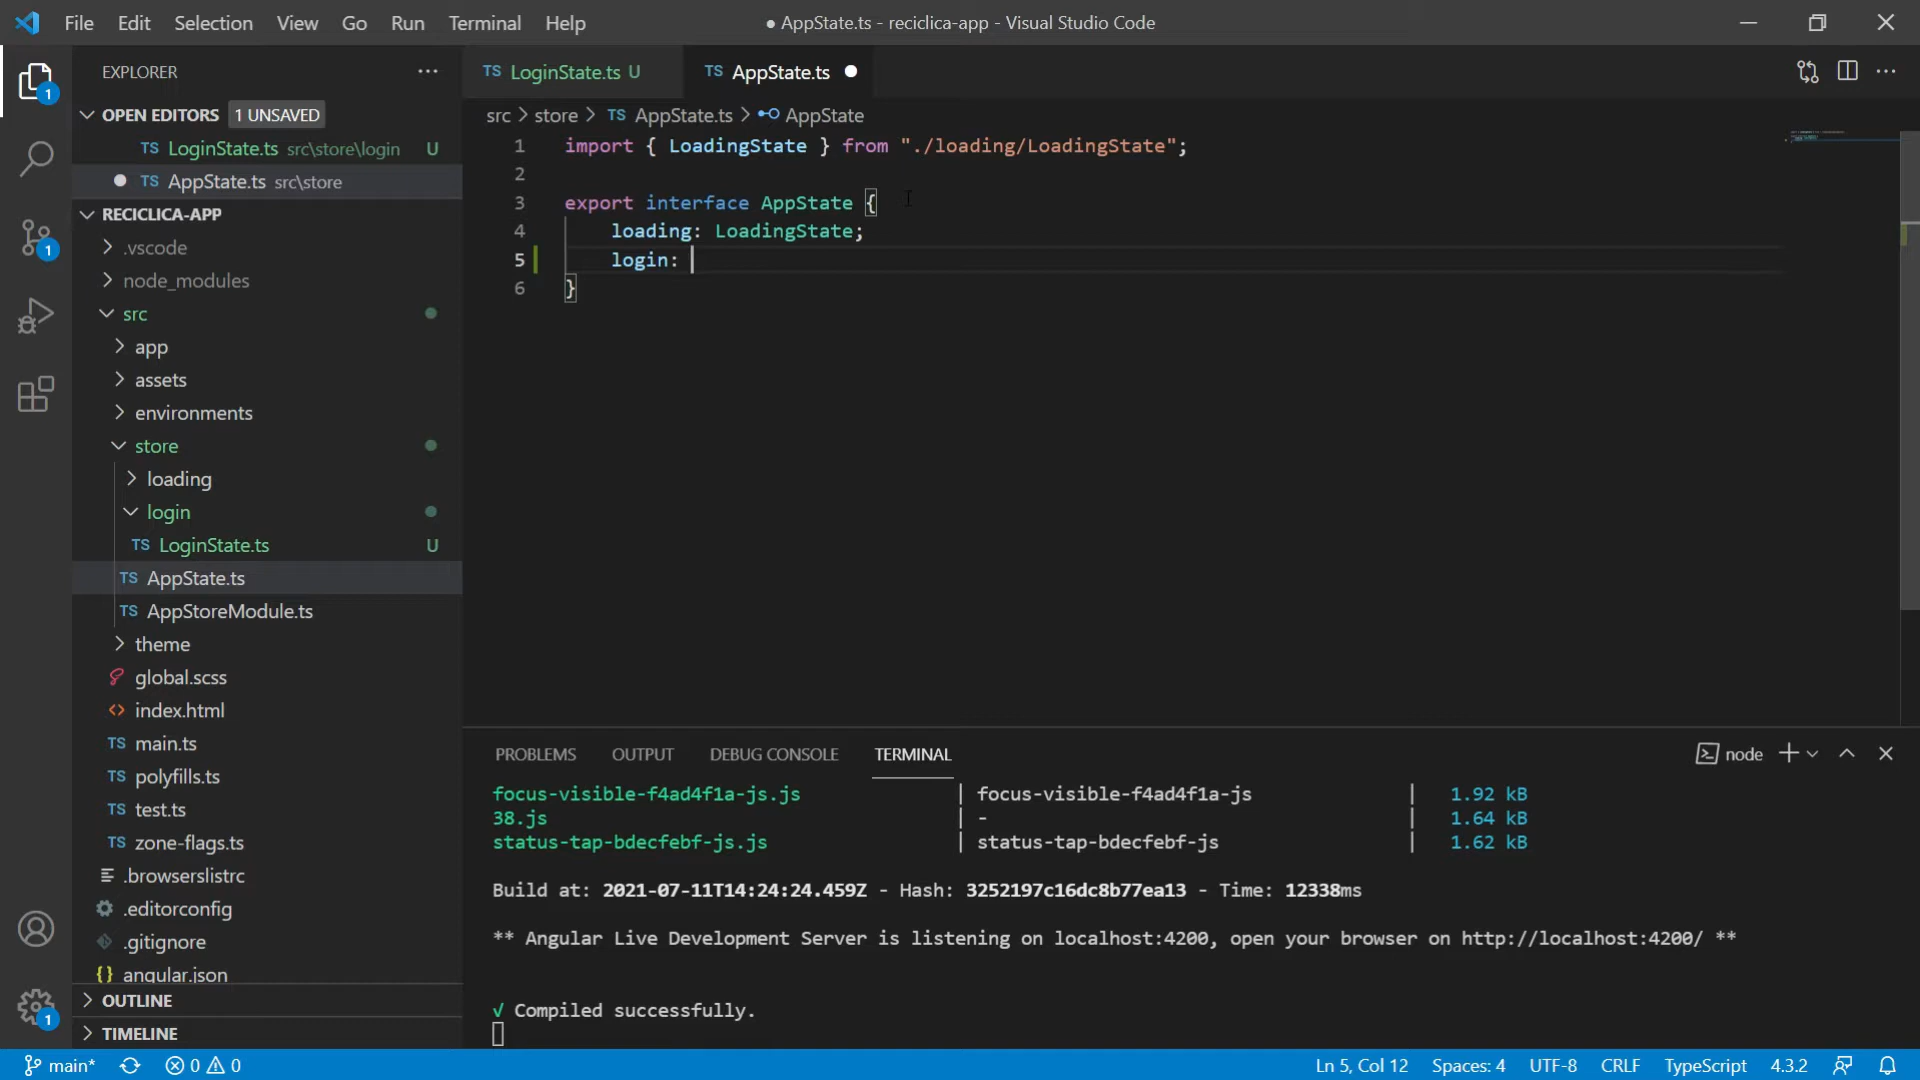 File Edit Selection View Go Run Terminal Help
● AppState.ts - reciclica-app - Visual Studio Code
EXPLORER
OPEN EDITORS 1 UNSAVED
TS LoginState.ts src\store\login U
TS AppState.ts src\store
RECICLICA-APP
.vscode
node_modules
src
app
assets
environments
store
loading
login
TS LoginState.ts U
TS AppState.ts
TS AppStoreModule.ts
theme
global.scss
<> index.html
TS main.ts
TS polyfills.ts
TS test.ts
TS zone-flags.ts
.browserslistrc
.editorconfig
.gitignore
{} angular.json
OUTLINE
TIMELINE
1
1
1
TS LoginState.ts U
TS AppState.ts
src > store > TS AppState.ts > AppState
1 import { LoadingState } from "./loading/LoadingState";
2
3 export interface AppState {
4 loading: LoadingState;
5 login:
6 }
PROBLEMS OUTPUT DEBUG CONSOLE TERMINAL
node
focus-visible-f4ad4f1a-js.js | focus-visible-f4ad4f1a-js | 1.92 kB
38.js | - | 1.64 kB
status-tap-bdecfebf-js.js | status-tap-bdecfebf-js | 1.62 kB
Build at: 2021-07-11T14:24:24.459Z - Hash: 3252197c16dc8b77ea13 - Time: 12338ms
** Angular Live Development Server is listening on localhost:4200, open your browser on http://localhost:4200/ **
√ Compiled successfully.
main* 0 0
Ln 5, Col 12 Spaces: 4 UTF-8 CRLF TypeScript 4.3.2